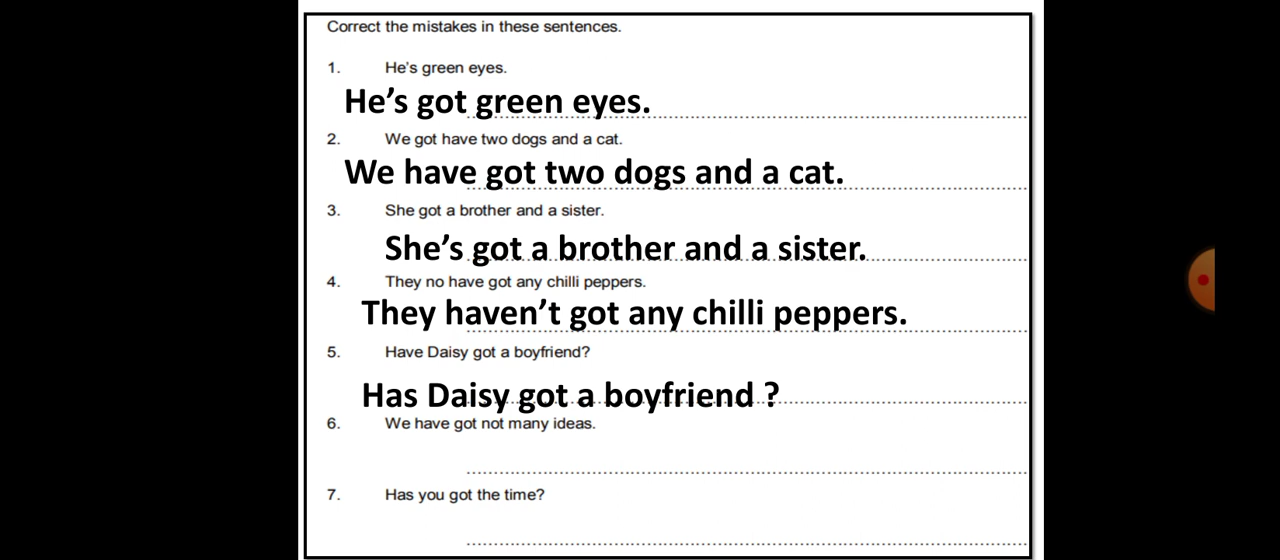 Correct the mistakes in these sentences.
1. He's green eyes.
He’s got green eyes.
2. We got have two dogs and a cat.
We have got two dogs and a cat.
3. She got a brother and a sister.
She’s got a brother and a sister.
4. They no have got any chilli peppers.
They haven’t got any chilli peppers.
5. Have Daisy got a boyfriend?
Has Daisy got a boyfriend ?
6. We have got not many ideas.
7. Has you got the time?